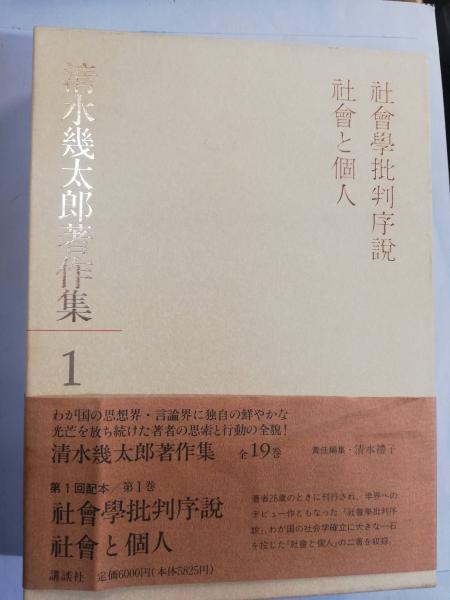 社會學批判序説
社會と個人
清水幾太郎著作集
1
わが国の思想界・言論界に独自の鮮やかな
光芒を放ち続けた著者の思索と行動の全貌!
清水幾太郎著作集 全19巻
責任編集・清水禮子
第1回配本/第1巻
社會學批判序説
社會と個人
著者26歳のときに刊行され、学界への
デビュー作ともなった「社會學批判序
説」、わが国の社会学確立に大きな一石
を投じた「社會と個人」の二著を収録。
講談社 定価6000円(本体5825円)